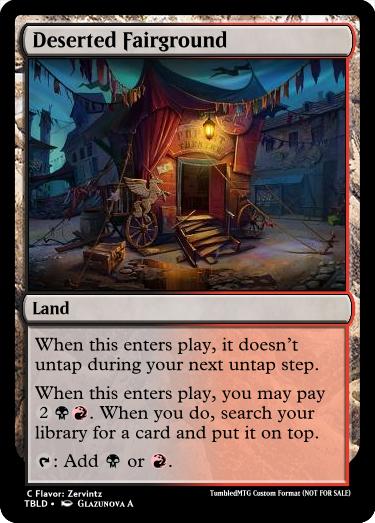 Deserted Fairground
THEATRE
Land
When this enters play, it doesn't
untap during your next untap step.
When this enters play, you may pay
2 . When you do, search your
library for a card and put it on top.
: Add or .
C Flavor: Zervintz
TBLD • Glazunova A
TumbledMTG Custom Format (NOT FOR SALE)